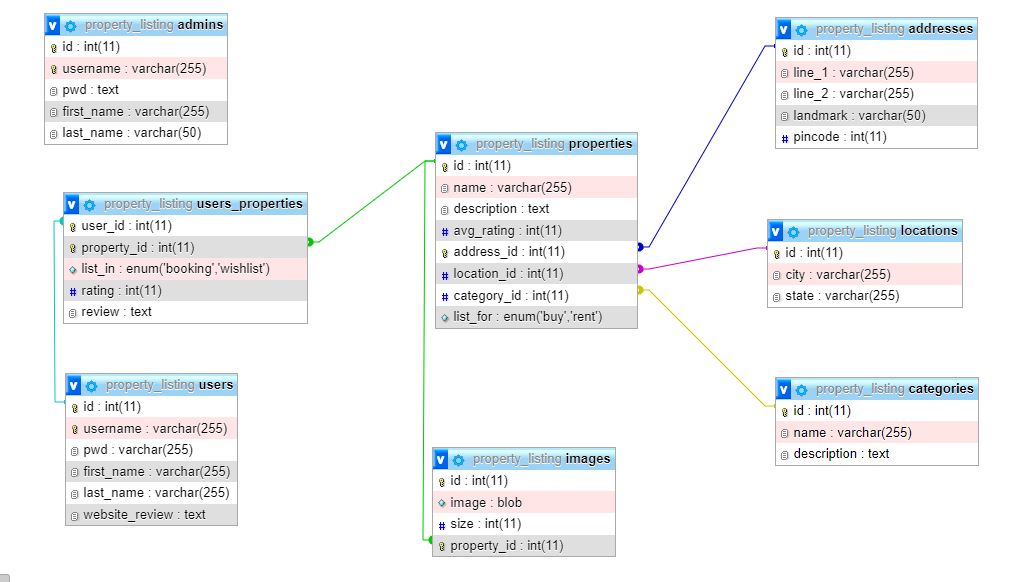 v property_listing admins
id : int(11)
username : varchar(255)
pwd : text
first_name : varchar(255)
last_name : varchar(50)
v property_listing users_properties
user_id : int(11)
property_id : int(11)
list_in : enum('booking','wishlist')
# rating : int(11)
review : text
v property_listing users
id : int(11)
username : varchar(255)
pwd : varchar(255)
first_name : varchar(255)
last_name : varchar(255)
website_review : text
v property_listing properties
id : int(11)
name : varchar(255)
description : text
# avg_rating : int(11)
address_id : int(11)
# location_id : int(11)
# category_id : int(11)
list_for : enum('buy','rent')
v property_listing images
id : int(11)
image : blob
# size : int(11)
property_id : int(11)
v property_listing addresses
id : int(11)
line_1 : varchar(255)
line_2 : varchar(255)
landmark : varchar(50)
# pincode : int(11)
v property_listing locations
id : int(11)
city : varchar(255)
state : varchar(255)
v property_listing categories
id : int(11)
name : varchar(255)
description : text